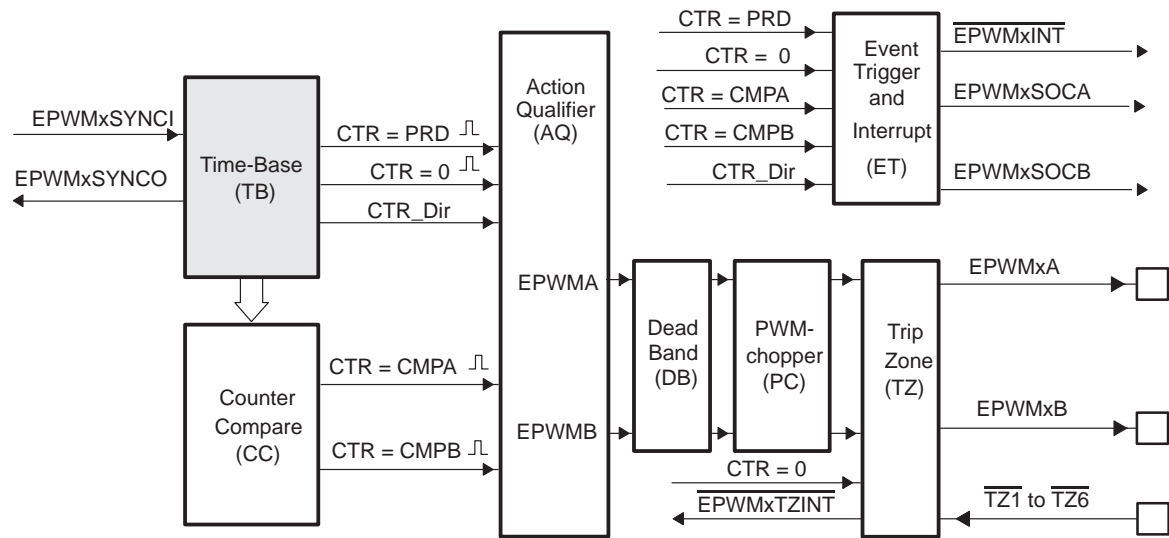 EPWMxSYNCI
EPWMxSYNCO
Time-Base
(TB)
CTR = PRD
CTR = 0
CTR_Dir
Counter
Compare
(CC)
CTR = CMPA
CTR = CMPB
Action
Qualifier
(AQ)
EPWMA
EPWMB
CTR = PRD
CTR = 0
CTR = CMPA
CTR = CMPB
CTR_Dir
Event
Trigger
and
Interrupt
(ET)
EPWMxINT
EPWMxSOCA
EPWMxSOCB
Dead
Band
(DB)
PWM-
chopper
(PC)
Trip
Zone
(TZ)
EPWMxA
EPWMxB
CTR = 0
EPWMxTZINT
TZ1 to TZ6